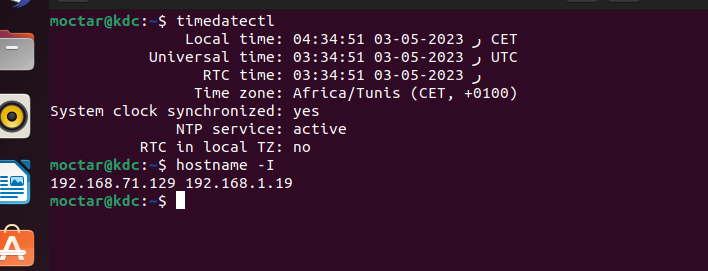 moctar@kdc:~$ timedatectl
Local time: 04:34:51 03-05-2023 ر CET
Universal time: 03:34:51 03-05-2023 ر UTC
RTC time: 03:34:51 03-05-2023 ر
Time zone: Africa/Tunis (CET, +0100)
System clock synchronized: yes
NTP service: active
RTC in local TZ: no
moctar@kdc:~$ hostname -I
192.168.71.129 192.168.1.19
moctar@kdc:~$